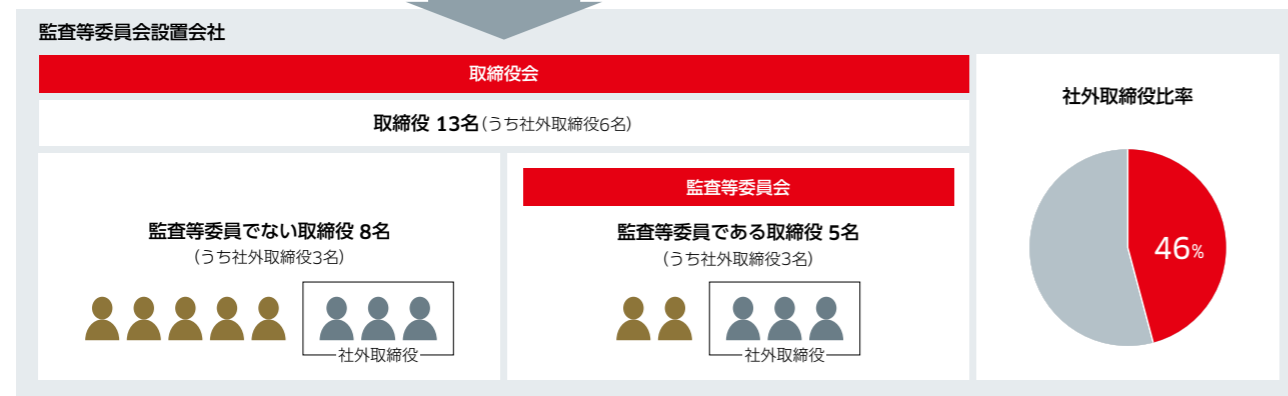 監査等委員会設置会社
取締役会
取締役 13名(うち社外取締役6名)
監査等委員でない取締役 8名
(うち社外取締役3名)
社外取締役
監査等委員会
監査等委員である取締役 5名
(うち社外取締役3名)
社外取締役
社外取締役比率
46%